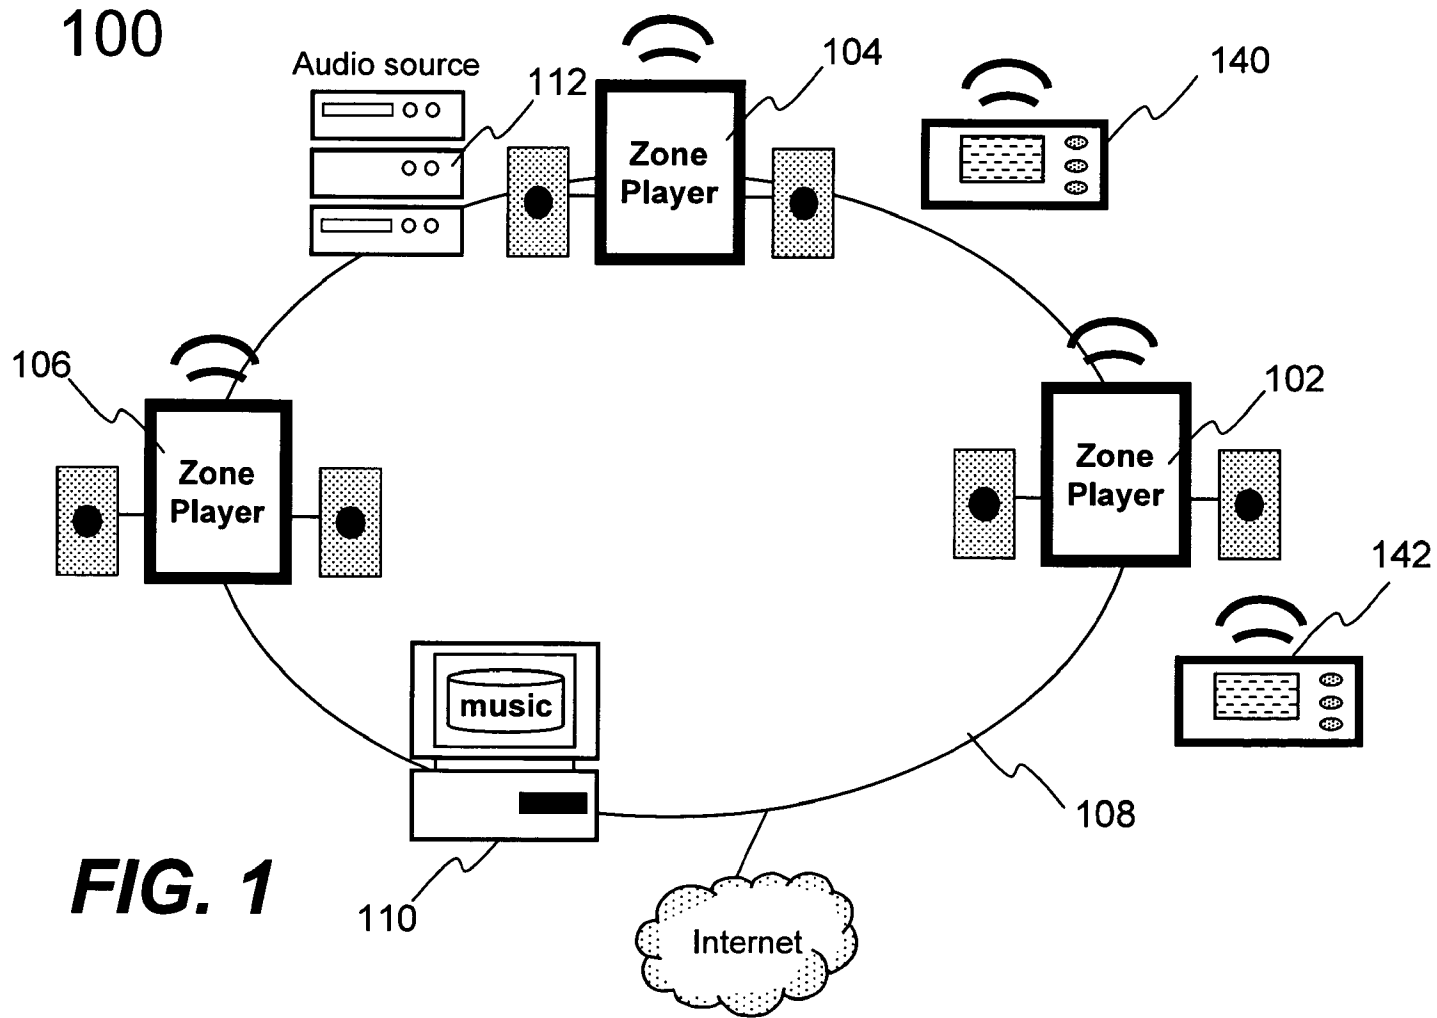 100
Audio source
112
104
140
Zone
Player
106
102
Zone
Player
Zone
Player
142
music
108
110
Internet
FIG. 1